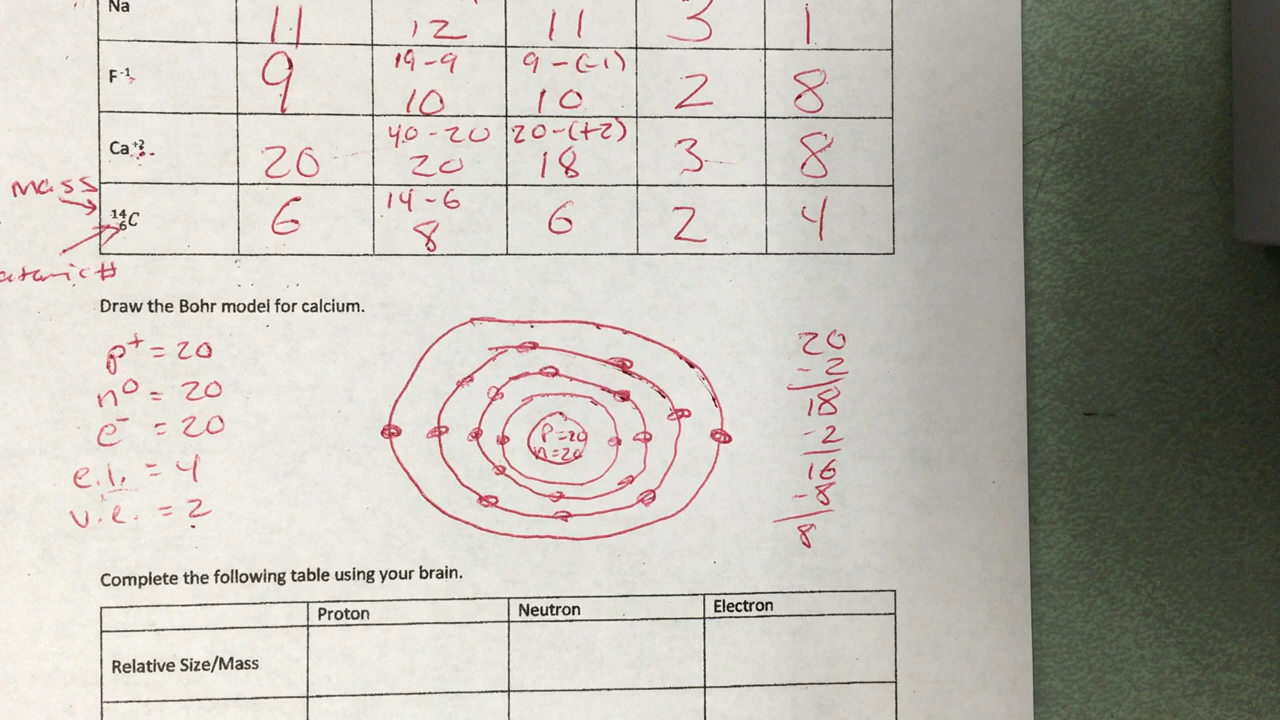 Na 11 12 11 3 1
19-9 9-(-1)
F⁻¹ 9 10 10 2 8
40-20 20-(+2)
Ca⁺² 20 20 18 3 8
mass
14-6
¹⁴₆C 6 8 6 2 4
atomic #
Draw the Bohr model for calcium.
p⁺ = 20
n⁰ = 20
e⁻ = 20
e.l. = 4
v.e. = 2
P=20
n=20
20
-2
18
-2
16
-8
8
Complete the following table using your brain.
Proton Neutron Electron
Relative Size/Mass